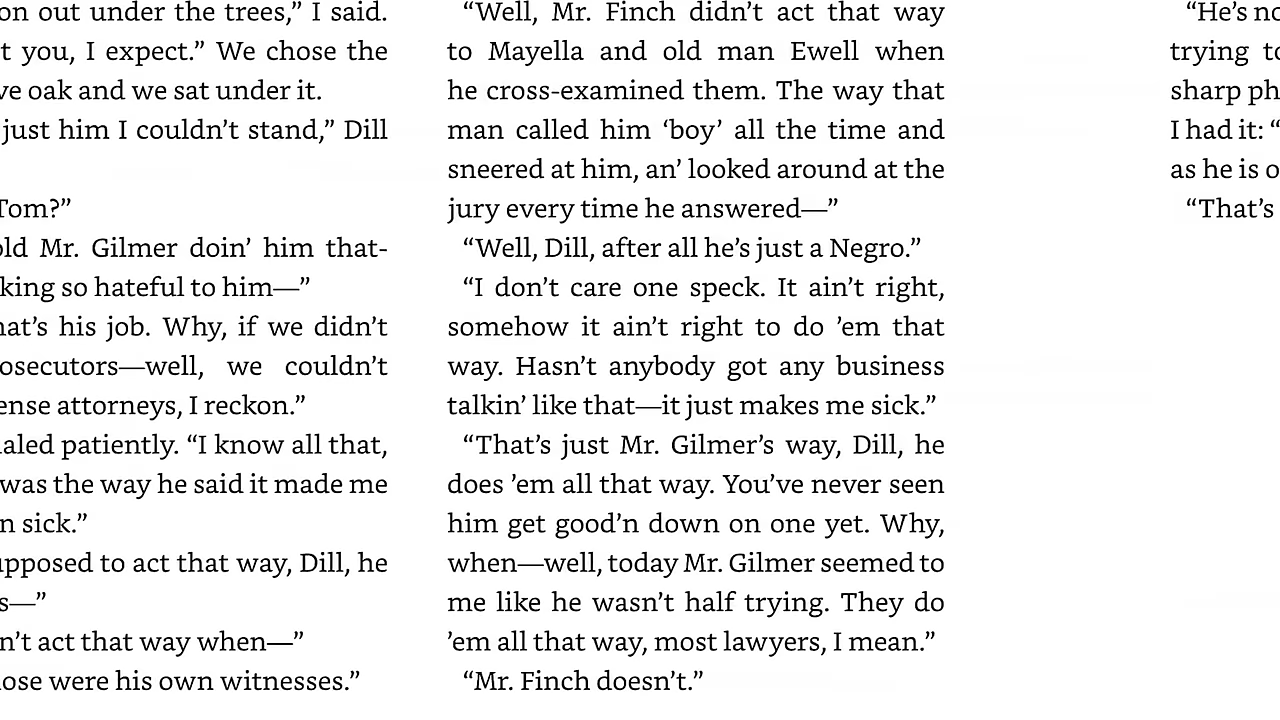 on out under the trees,” I said.
t you, I expect.” We chose the
ve oak and we sat under it.
just him I couldn’t stand,” Dill
Tom?”
old Mr. Gilmer doin’ him that-
king so hateful to him—”
hat’s his job. Why, if we didn’t
osecutors—well, we couldn’t
ense attorneys, I reckon.”
haled patiently. “I know all that,
was the way he said it made me
n sick.”
upposed to act that way, Dill, he
s—”
n’t act that way when—”
hose were his own witnesses.”
“Well, Mr. Finch didn’t act that way
to Mayella and old man Ewell when
he cross-examined them. The way that
man called him ‘boy’ all the time and
sneered at him, an’ looked around at the
jury every time he answered—”
“Well, Dill, after all he’s just a Negro.”
“I don’t care one speck. It ain’t right,
somehow it ain’t right to do ’em that
way. Hasn’t anybody got any business
talkin’ like that—it just makes me sick.”
“That’s just Mr. Gilmer’s way, Dill, he
does ’em all that way. You’ve never seen
him get good’n down on one yet. Why,
when—well, today Mr. Gilmer seemed to
me like he wasn’t half trying. They do
’em all that way, most lawyers, I mean.”
“Mr. Finch doesn’t.”
“He’s no
trying to
sharp ph
I had it: “
as he is o
“That’s